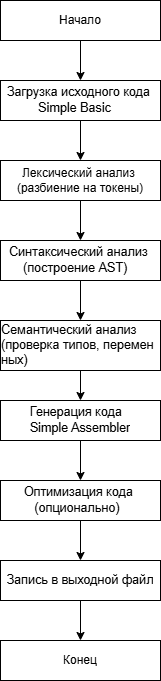 Начало
Загрузка исходного кода
Simple Basic
Лексический анализ
(разбиение на токены)
Синтаксический анализ
(построение AST)
Семантический анализ
(проверка типов, перемен
ных)
Генерация кода
Simple Assembler
Оптимизация кода
(опционально)
Запись в выходной файл
Конец